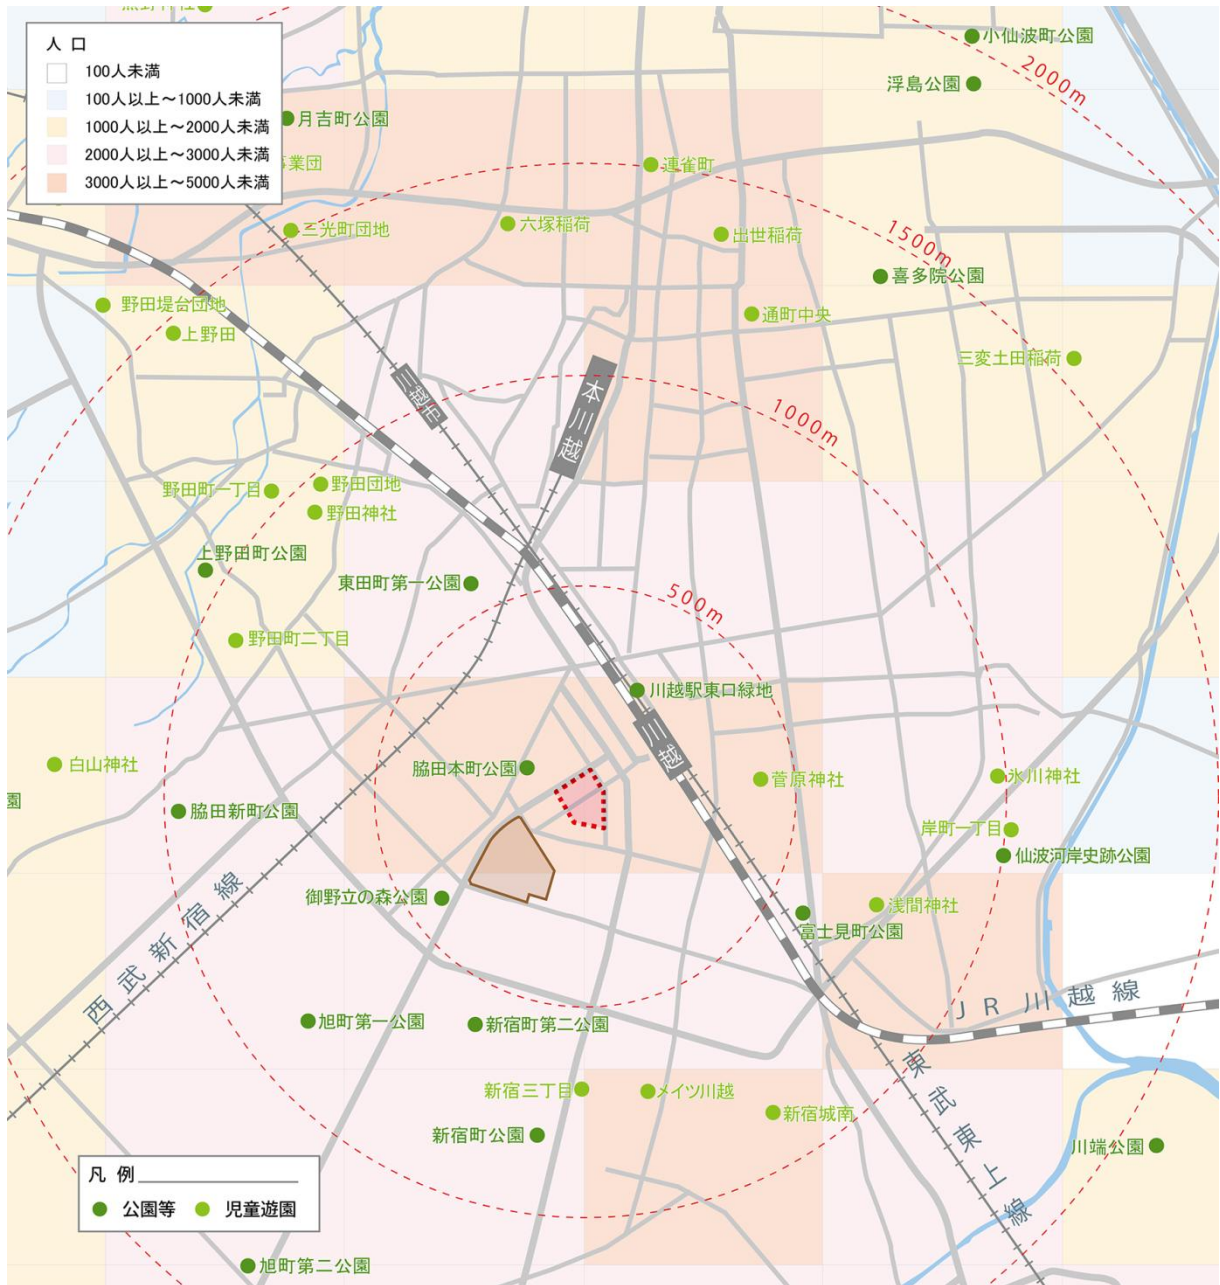 人 口
100人未満
100人以上～1000人未満
1000人以上～2000人未満
2000人以上～3000人未満
3000人以上～5000人未満
小仙波町公園
2000m
浮島公園
月吉町公園
業団
連雀町
三光町団地
六塚稲荷
出世稲荷
1500m
喜多院公園
野田堤台団地
上野田
通町中央
三変土田稲荷
本川越
1000m
野田町一丁目
野田団地
野田神社
上野田町公園
東田町第一公園
500m
野田町二丁目
川越駅東口緑地
川越
白山神社
脇田本町公園
菅原神社
氷川神社
園
脇田新町公園
岸町一丁目
仙波河岸史跡公園
御野立の森公園
浅間神社
富士見町公園
西武新宿線
JR川越線
旭町第一公園
新宿町第二公園
東武東上線
新宿三丁目
メイツ川越
新宿城南
新宿町公園
川端公園
凡 例
公園等
児童遊園
旭町第二公園